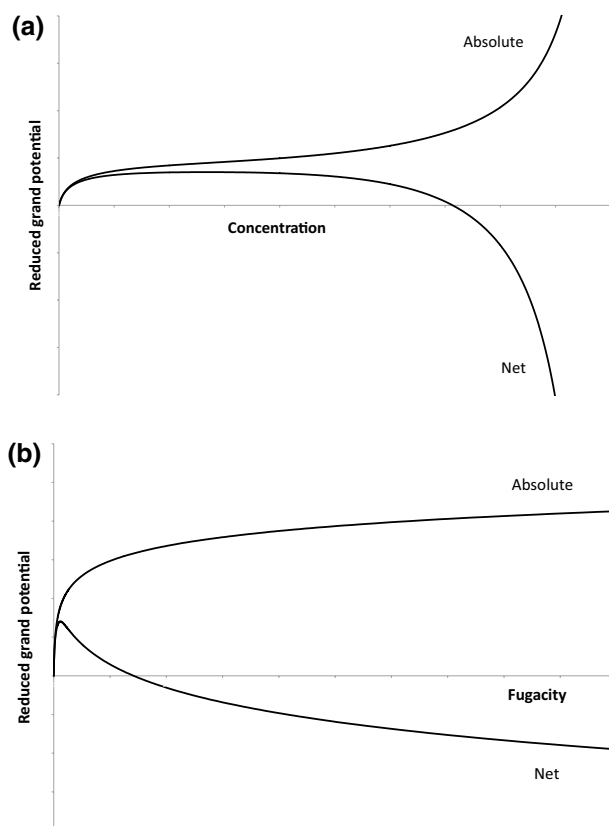 (a)
Absolute
Reduced grand potential
Concentration
Net
(b)
Absolute
Reduced grand potential
Fugacity
Net